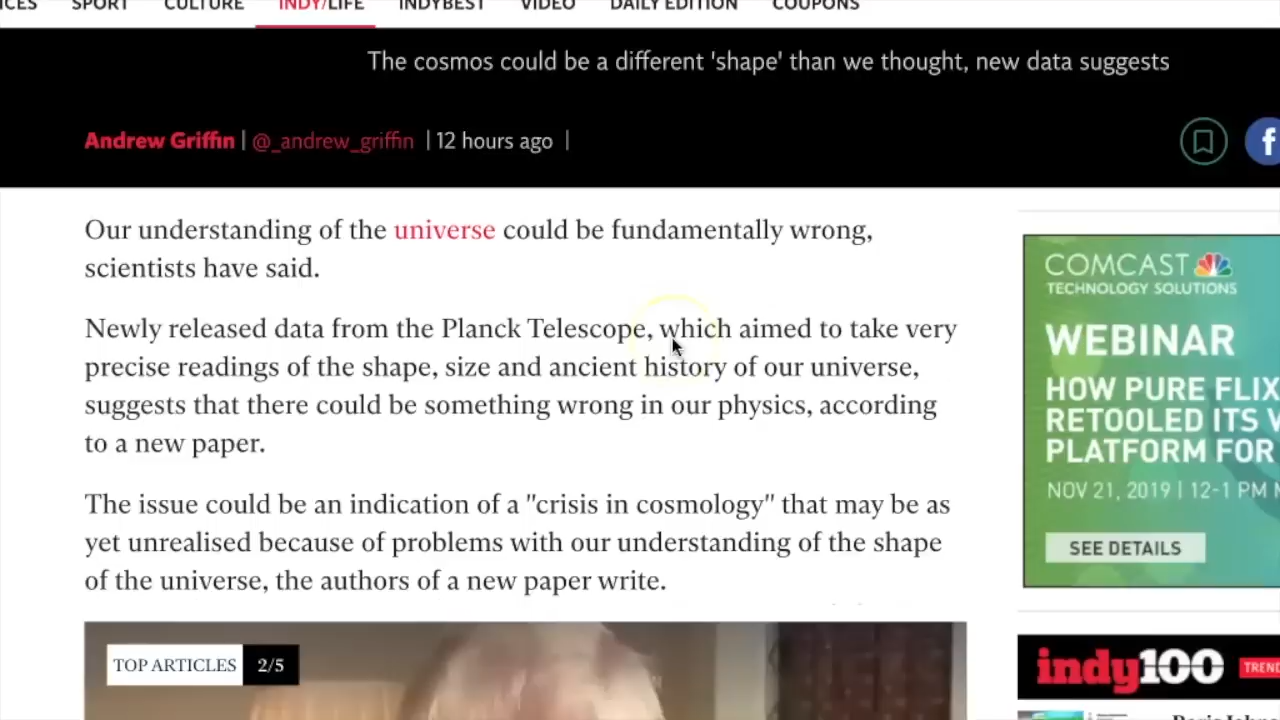 SPORT CULTURE INDY/LIFE INDYBEST VIDEO DAILY EDITION COUPONS
The cosmos could be a different 'shape' than we thought, new data suggests
Andrew Griffin | @_andrew_griffin | 12 hours ago |
Our understanding of the universe could be fundamentally wrong,
scientists have said.
Newly released data from the Planck Telescope, which aimed to take very
precise readings of the shape, size and ancient history of our universe,
suggests that there could be something wrong in our physics, according
to a new paper.
The issue could be an indication of a "crisis in cosmology" that may be as
yet unrealised because of problems with our understanding of the shape
of the universe, the authors of a new paper write.
TOP ARTICLES 2/5
COMCAST
TECHNOLOGY SOLUTIONS
WEBINAR
HOW PURE FLIX
RETOOLED ITS
PLATFORM FOR
NOV 21, 2019 | 12-1 PM
SEE DETAILS
indy100 TREND